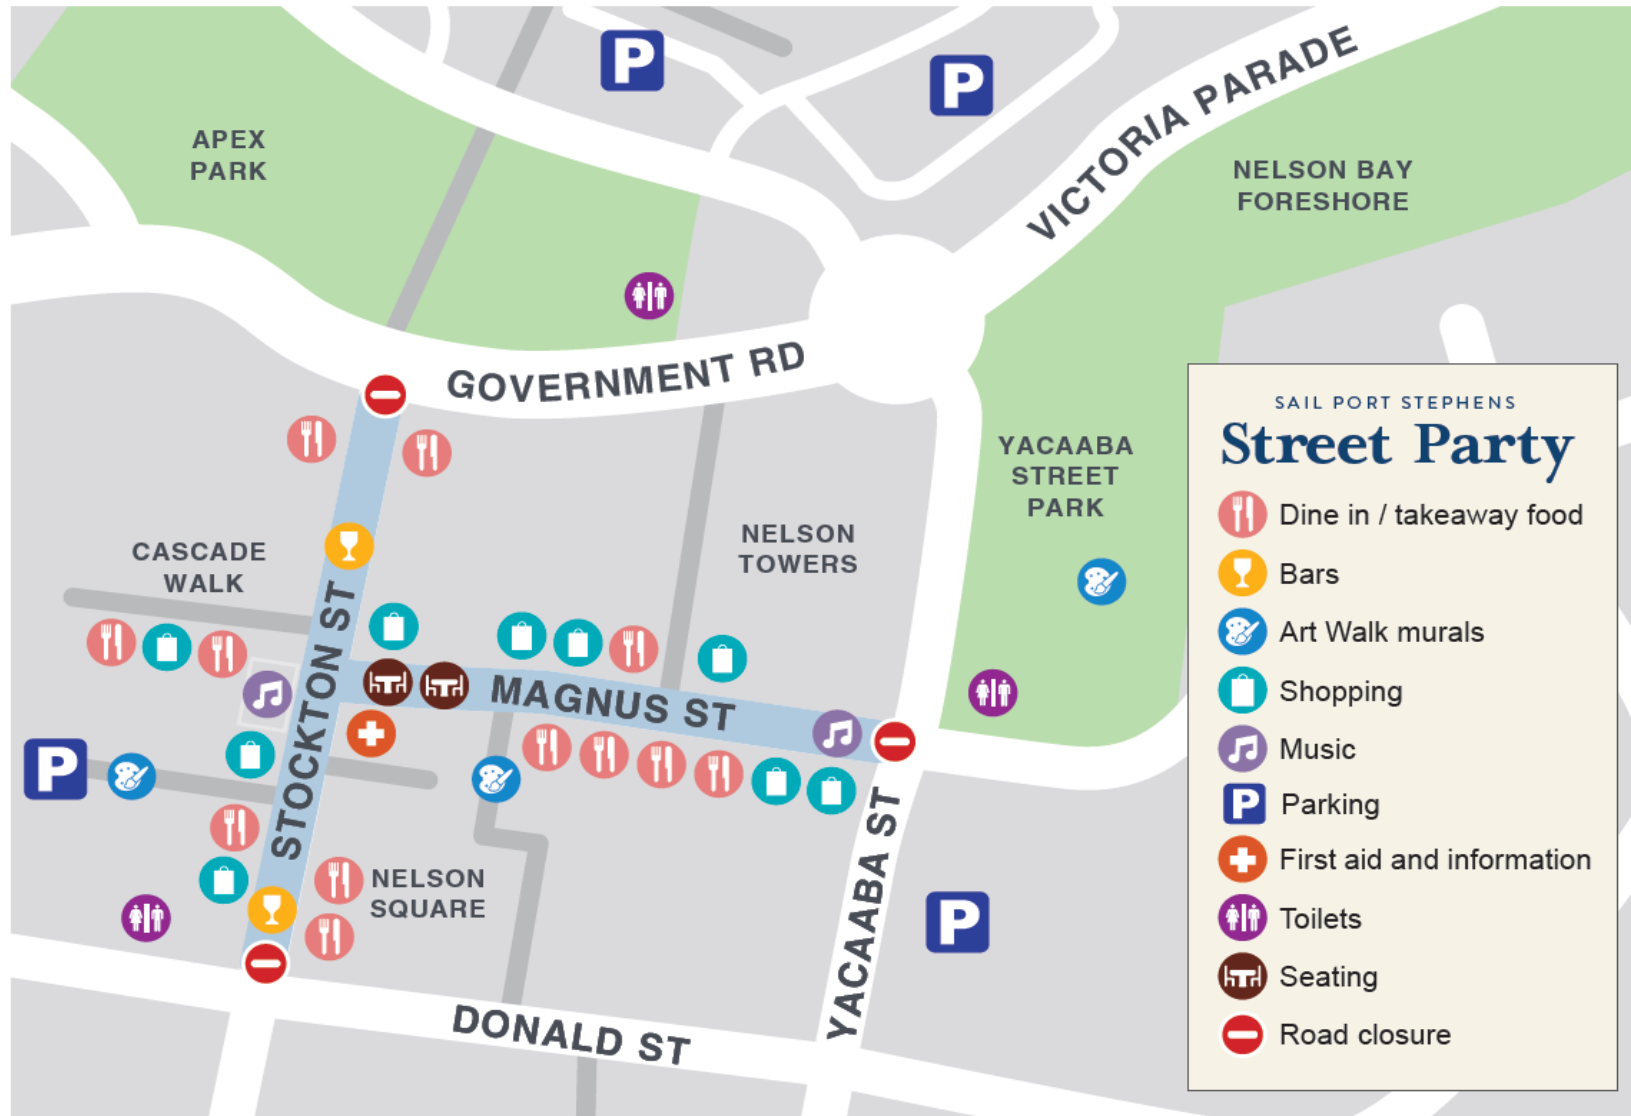 APEX
PARK
P
P
VICTORIA PARADE
NELSON BAY
FORESHORE
GOVERNMENT RD
YACAABA
STREET
PARK
NELSON
TOWERS
CASCADE
WALK
STOCKTON ST
MAGNUS ST
P
NELSON
SQUARE
YACAABA ST
P
DONALD ST
SAIL PORT STEPHENS
Street Party
Dine in / takeaway food
Bars
Art Walk murals
Shopping
Music
P Parking
First aid and information
Toilets
Seating
Road closure